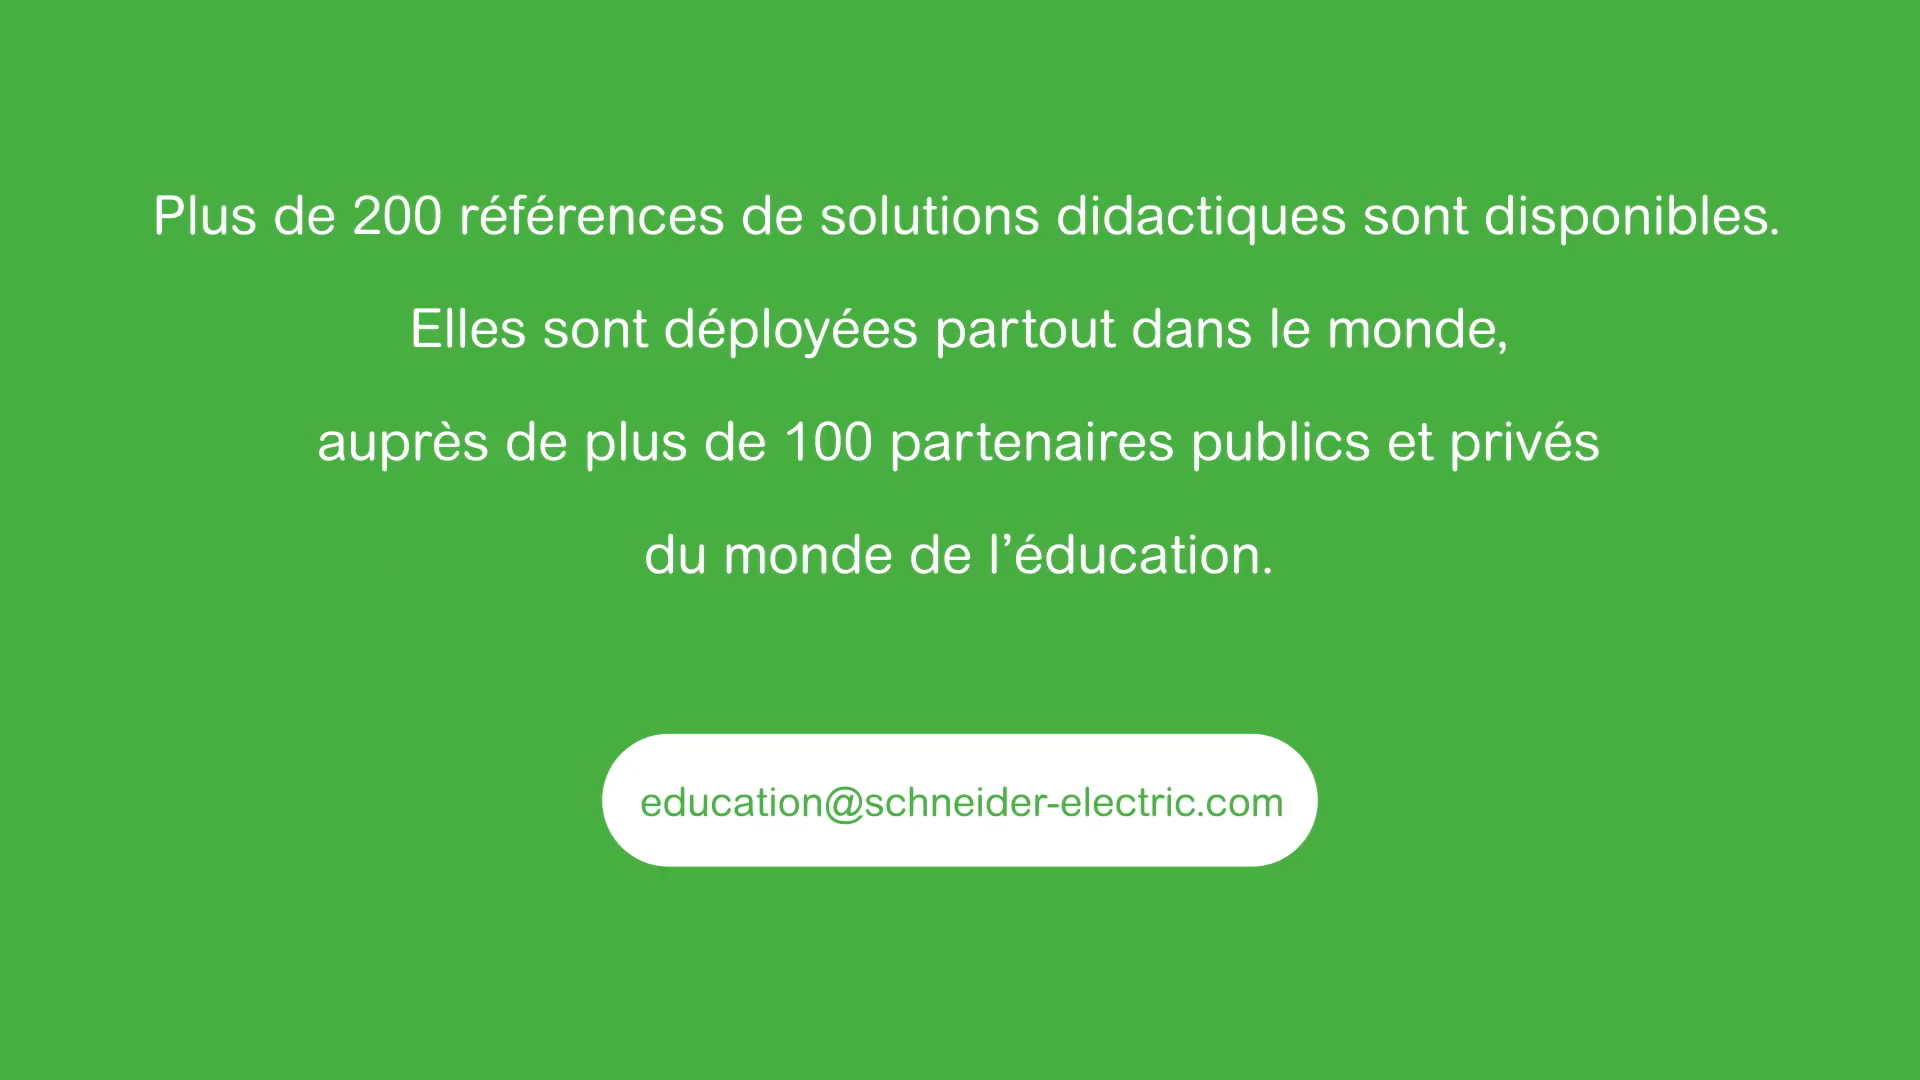 Plus de 200 références de solutions didactiques sont disponibles.
Elles sont déployées partout dans le monde,
auprès de plus de 100 partenaires publics et privés
du monde de l’éducation.
education@schneider-electric.com